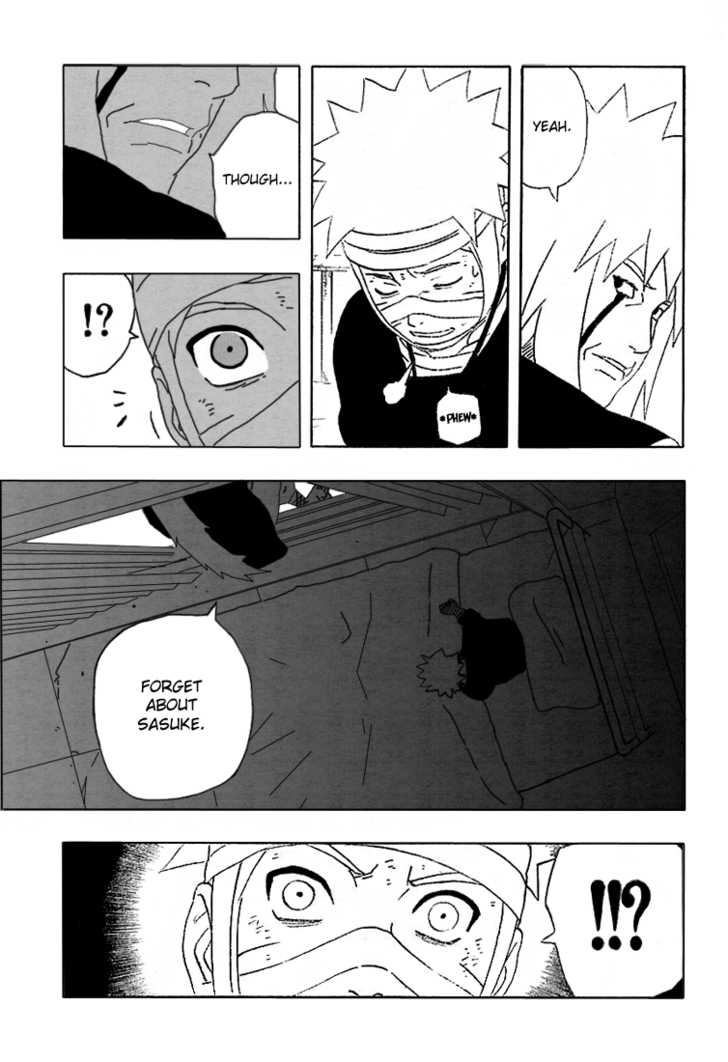 YEAH.
*PHEW*
THOUGH...
!?
FORGET
ABOUT
SASUKE.
!!?